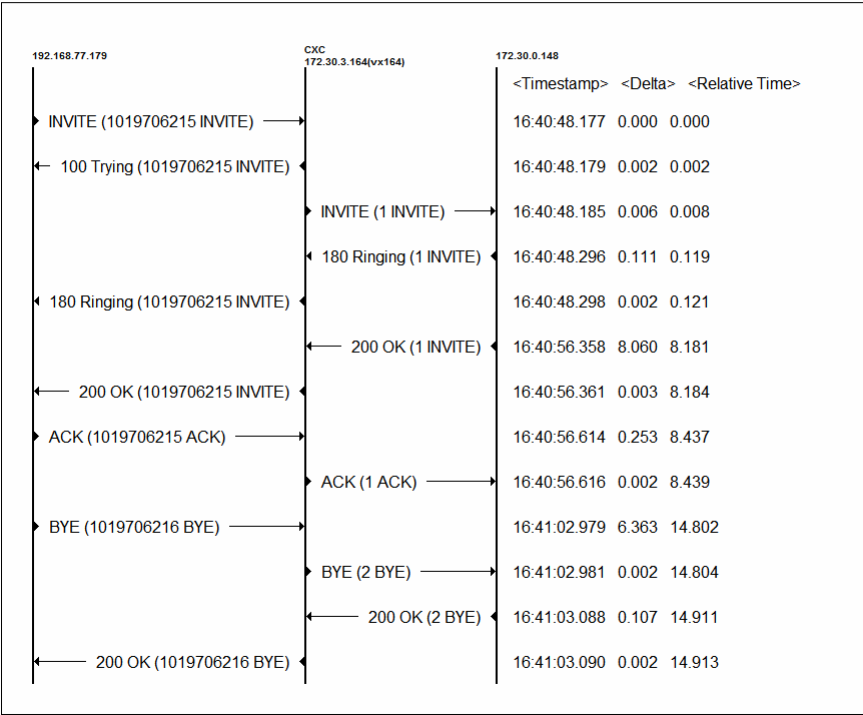 192.168.77.179
CXC
172.30.3.164(vx164)
172.30.0.148
<Timestamp> <Delta> <Relative Time>
INVITE (1019706215 INVITE) 16:40:48.177 0.000 0.000
100 Trying (1019706215 INVITE) 16:40:48.179 0.002 0.002
INVITE (1 INVITE) 16:40:48.185 0.006 0.008
180 Ringing (1 INVITE) 16:40:48.296 0.111 0.119
180 Ringing (1019706215 INVITE) 16:40:48.298 0.002 0.121
200 OK (1 INVITE) 16:40:56.358 8.060 8.181
200 OK (1019706215 INVITE) 16:40:56.361 0.003 8.184
ACK (1019706215 ACK) 16:40:56.614 0.253 8.437
ACK (1 ACK) 16:40:56.616 0.002 8.439
BYE (1019706216 BYE) 16:41:02.979 6.363 14.802
BYE (2 BYE) 16:41:02.981 0.002 14.804
200 OK (2 BYE) 16:41:03.088 0.107 14.911
200 OK (1019706216 BYE) 16:41:03.090 0.002 14.913